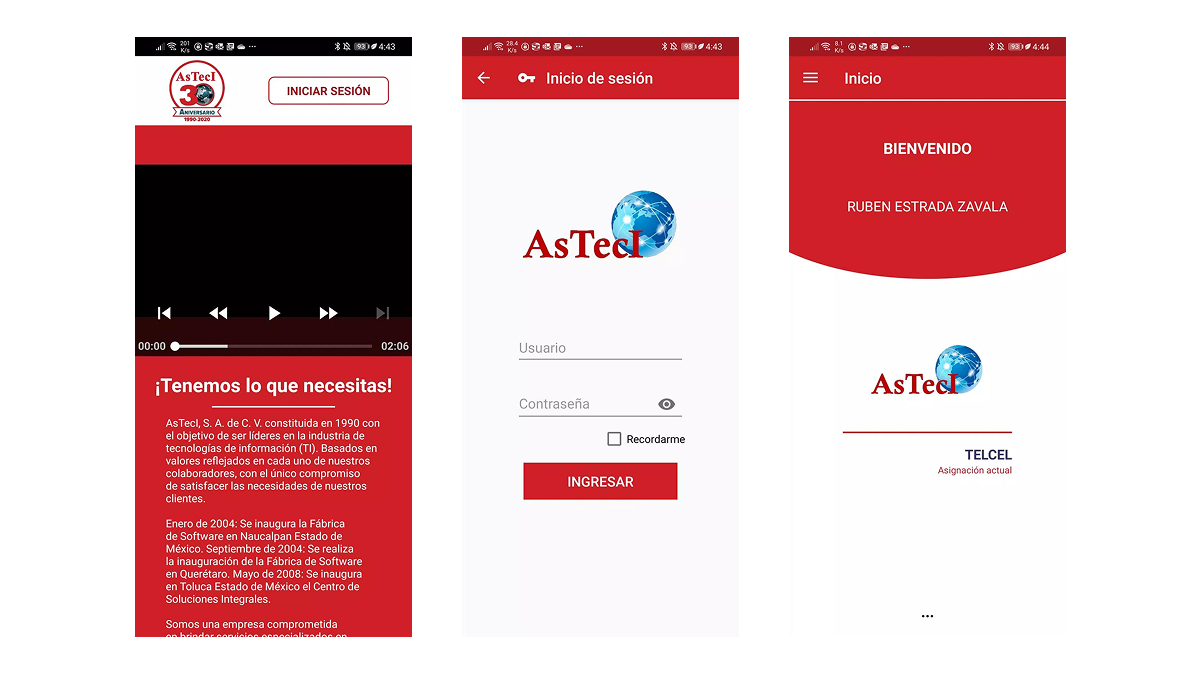 201
K/s
93
4:43
AsTecI
30
ANIVERSARIO
1990-2020
INICIAR SESIÓN
00:00
02:06
¡Tenemos lo que necesitas!
AsTecI, S. A. de C. V. constituida en 1990 con
el objetivo de ser líderes en la industria de
tecnologías de información (TI). Basados en
valores reflejados en cada uno de nuestros
colaboradores, con el único compromiso
de satisfacer las necesidades de nuestros
clientes.
Enero de 2004: Se inaugura la Fábrica
de Software en Naucalpan Estado de
México. Septiembre de 2004: Se realiza
la inauguración de la Fábrica de Software
en Querétaro. Mayo de 2008: Se inaugura
en Toluca Estado de México el Centro de
Soluciones Integrales.
Somos una empresa comprometida
en brindar servicios especializados en
28.4
K/s
93
4:43
Inicio de sesión
AsTecI
Usuario
Contraseña
Recordarme
INGRESAR
8.1
K/s
93
4:44
Inicio
BIENVENIDO
RUBEN ESTRADA ZAVALA
AsTecI
TELCEL
Asignación actual
...